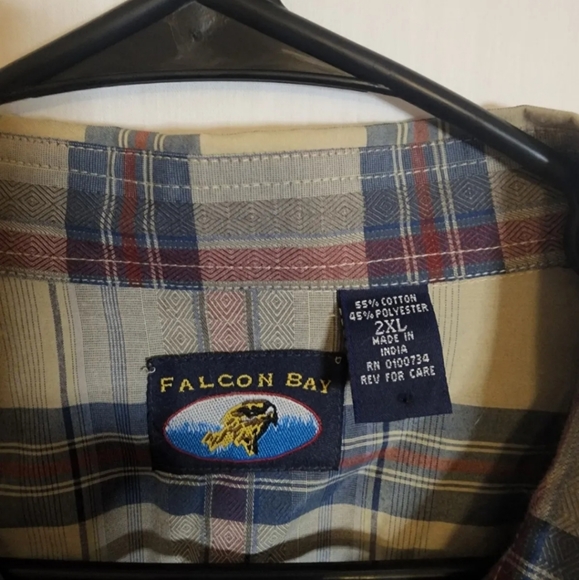 FALCON BAY
55% COTTON
45% POLYESTER
2XL
MADE IN
INDIA
RN 0100734
REV FOR CARE